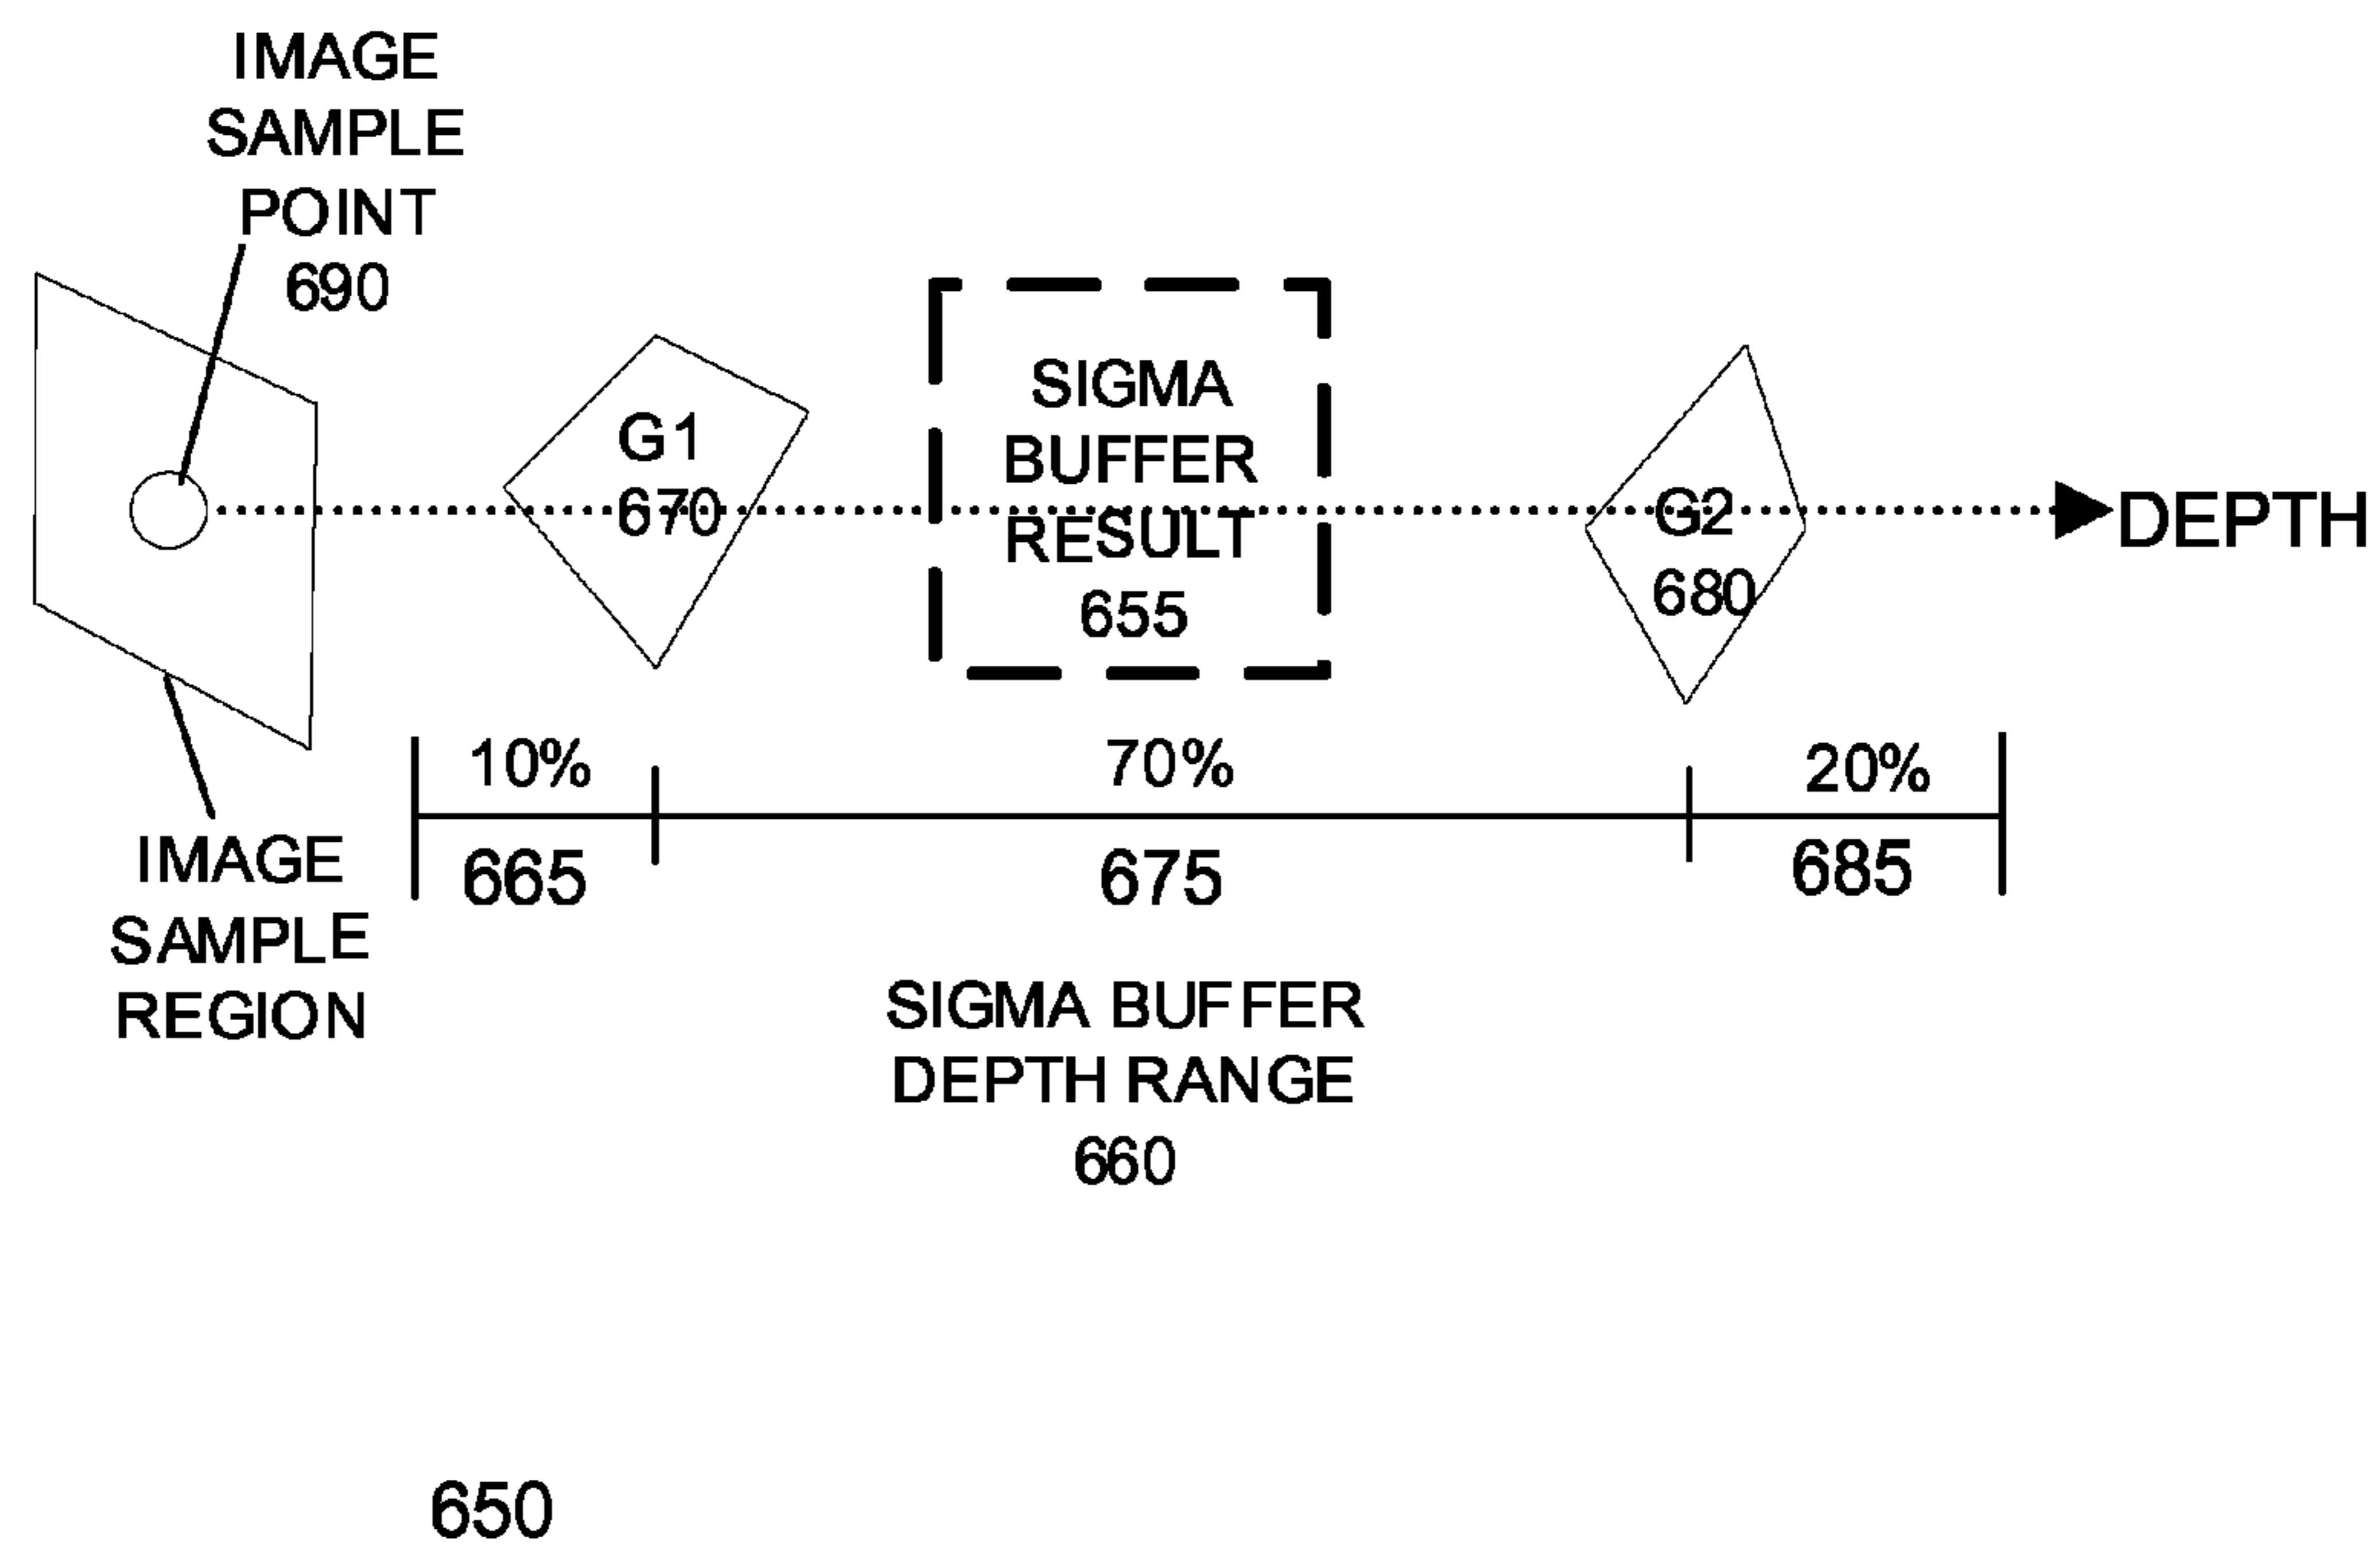 IMAGE
SAMPLE
POINT
690
G1
670
SIGMA
BUFFER
RESULT
655
G2
680
DEPTH
10%
70%
20%
665
675
685
IMAGE
SAMPLE
REGION
SIGMA BUFFER
DEPTH RANGE
660
650